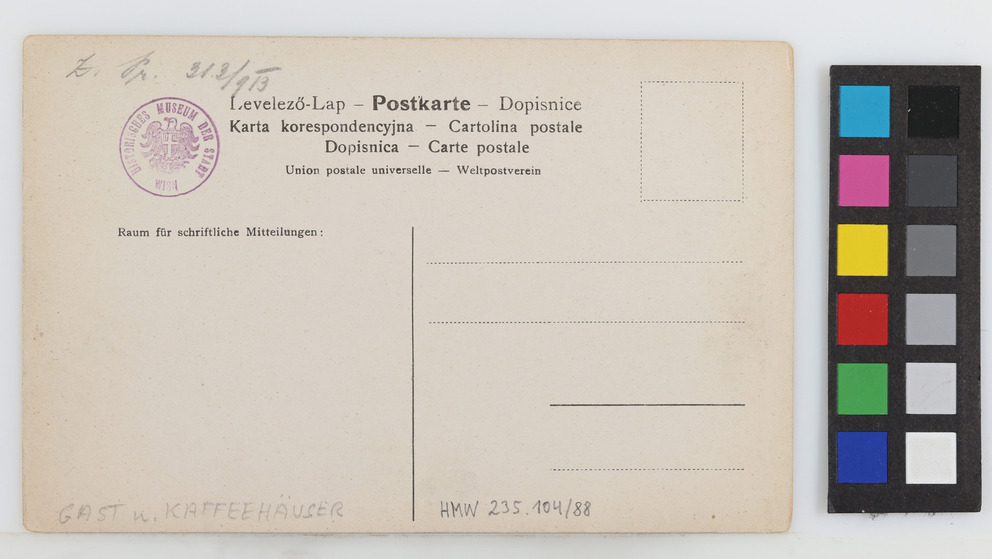 Z. Pr. 313/913
HISTORISCHES MUSEUM DER STADT
WIEN
Levelező-Lap – Postkarte – Dopisnice
Karta korespondencyjna – Cartolina postale
Dopisnica – Carte postale
Union postale universelle — Weltpostverein
Raum für schriftliche Mitteilungen:
GAST u. KAFFEEHÄUSER
HMW 235.104/88